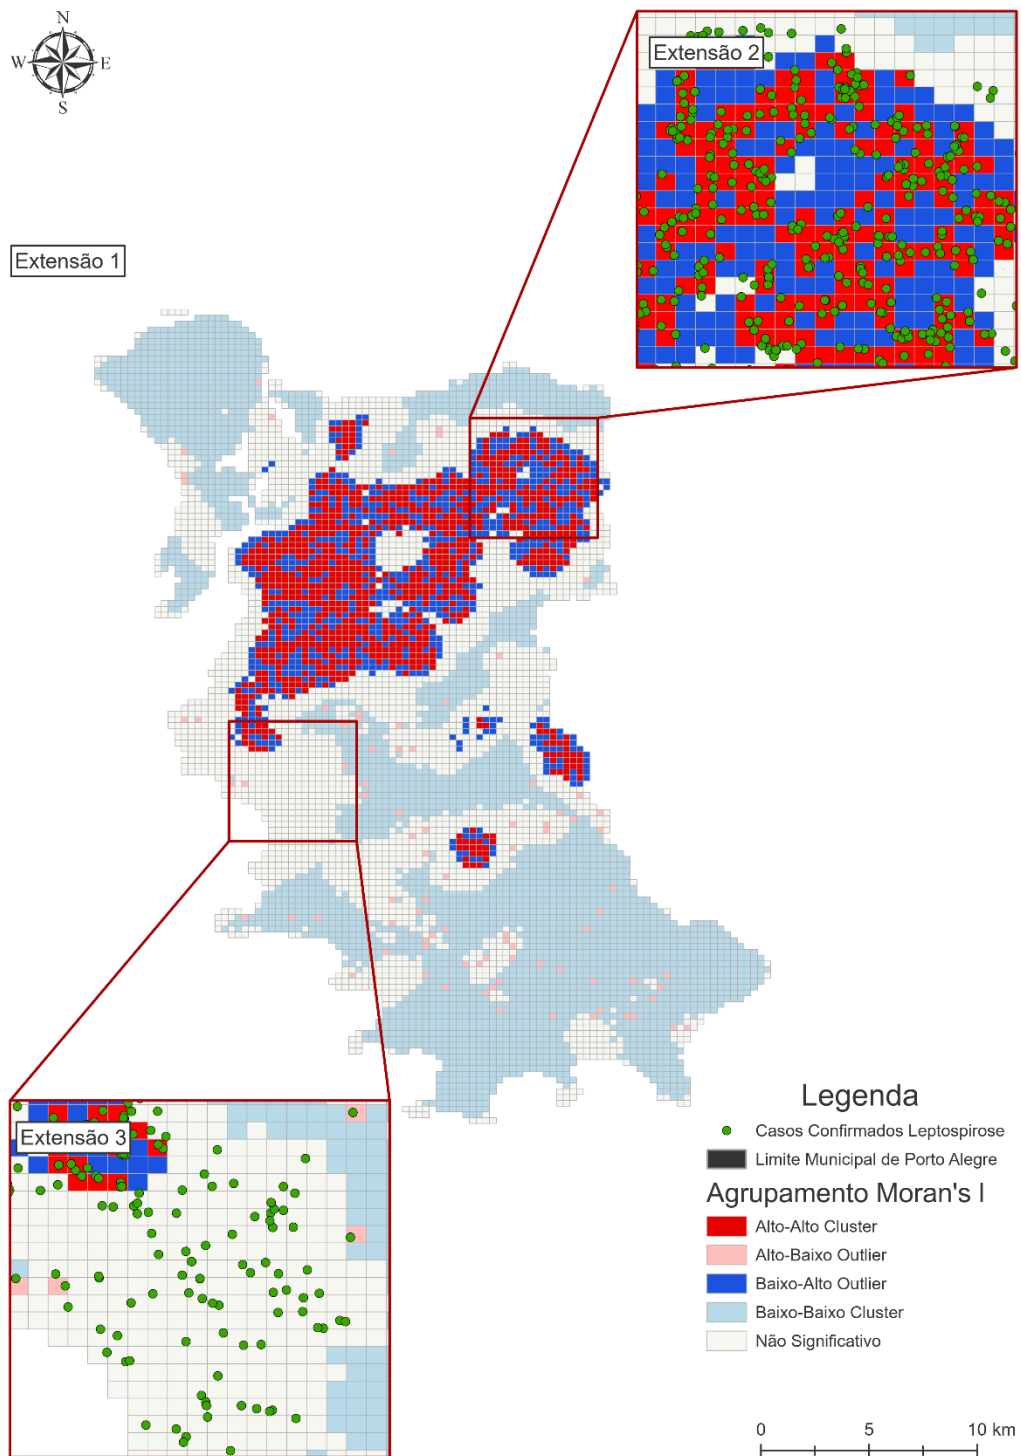 N
W E
S
Extensão 2
Extensão 1
Extensão 3
Legenda
Casos Confirmados Leptospirose
Limite Municipal de Porto Alegre
Agrupamento Moran's I
Alto-Alto Cluster
Alto-Baixo Outlier
Baixo-Alto Outlier
Baixo-Baixo Cluster
Não Significativo
0 5 10 km